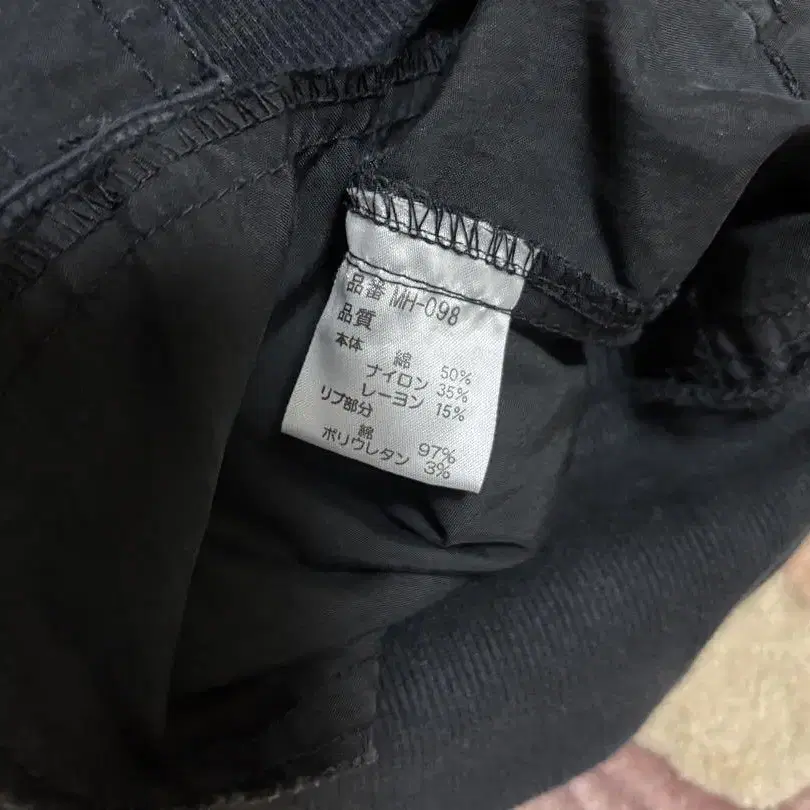 品番 MH-098
品質
本体 綿 50%
ナイロン 35%
レーヨン 15%
リブ部分
綿 97%
ポリウレタン 3%